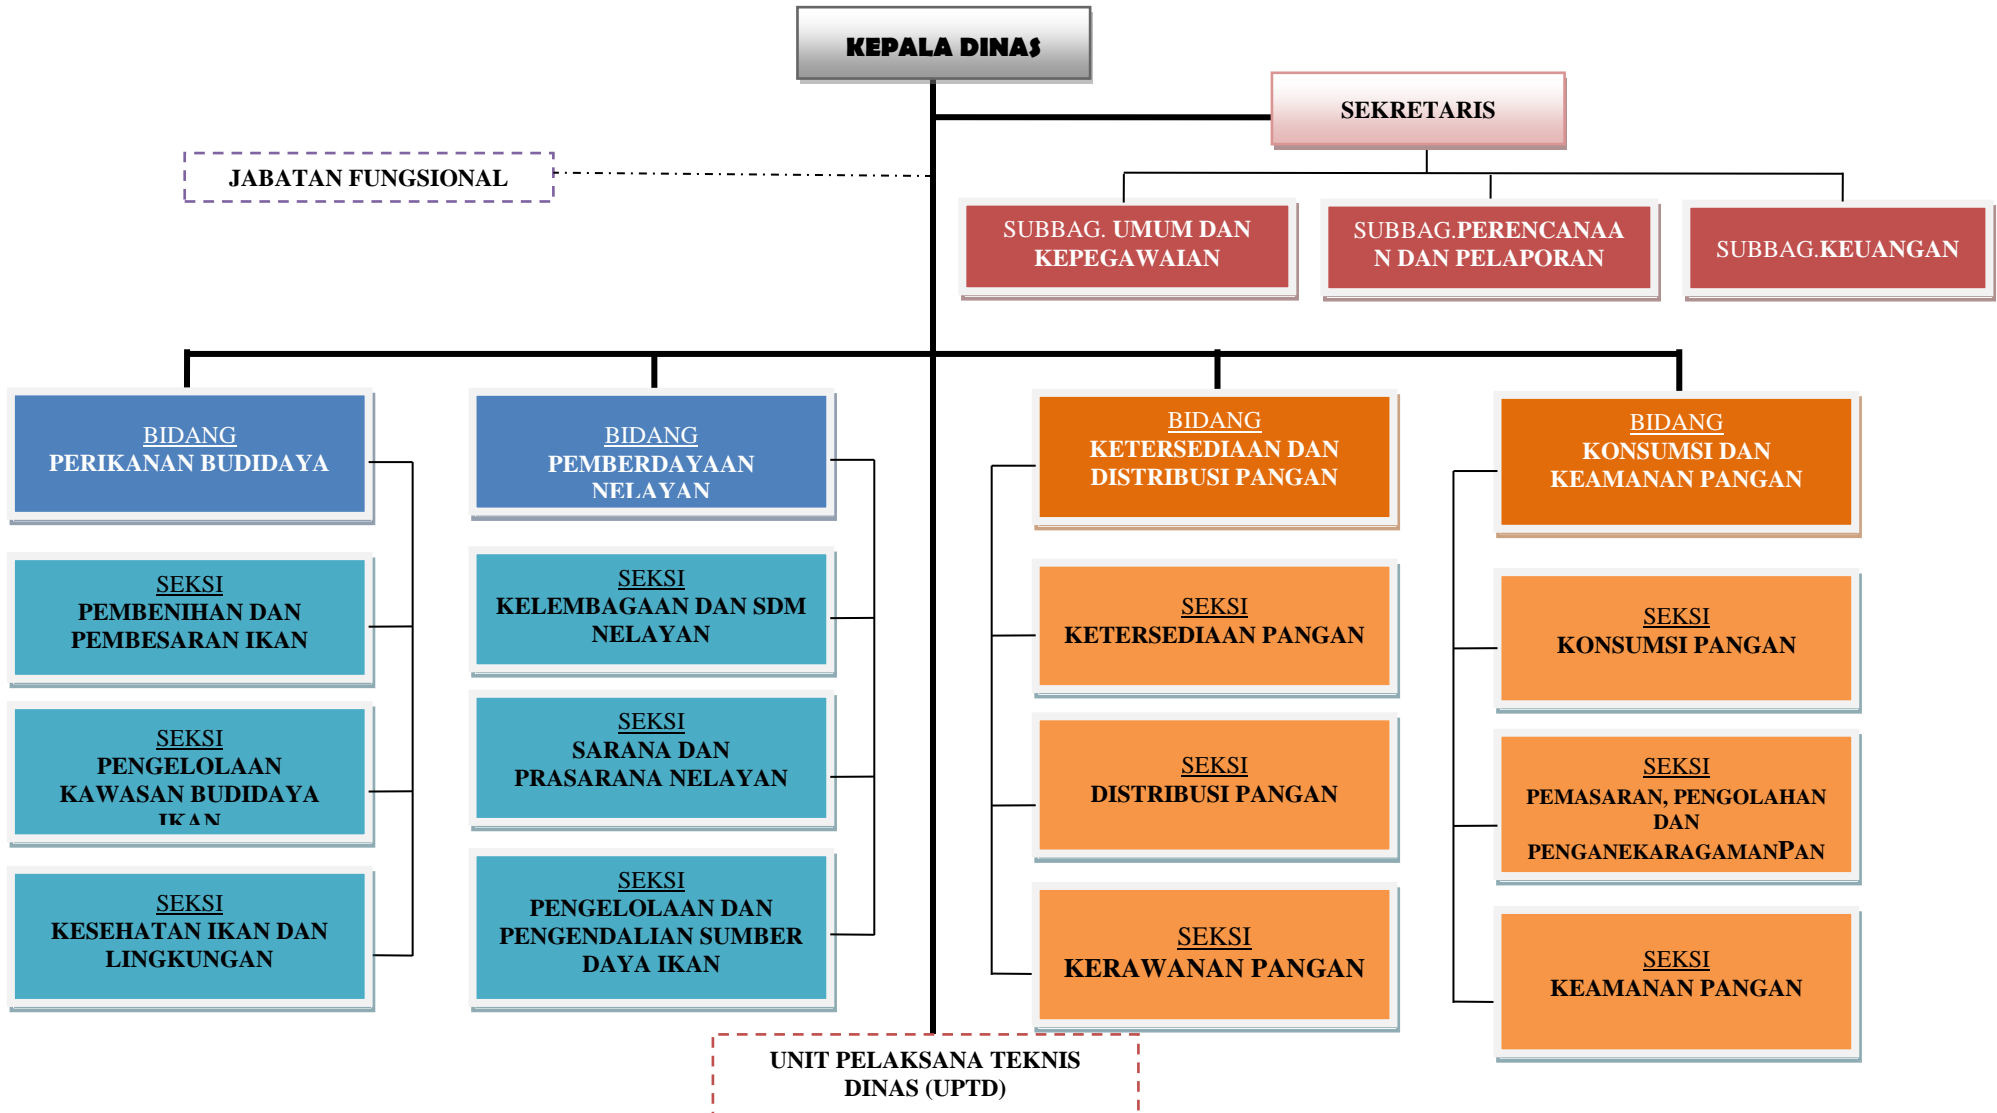 KEPALA DINAS
SEKRETARIS
JABATAN FUNGSIONAL
SUBBAG. UMUM DAN
KEPEGAWAIAN
SUBBAG.PERENCANAA
N DAN PELAPORAN
SUBBAG.KEUANGAN
BIDANG
PERIKANAN BUDIDAYA
SEKSI
PEMBENIHAN DAN
PEMBESARAN IKAN
SEKSI
PENGELOLAAN
KAWASAN BUDIDAYA
IKAN
SEKSI
KESEHATAN IKAN DAN
LINGKUNGAN
BIDANG
PEMBERDAYAAN
NELAYAN
SEKSI
KELEMBAGAAN DAN SDM
NELAYAN
SEKSI
SARANA DAN
PRASARANA NELAYAN
SEKSI
PENGELOLAAN DAN
PENGENDALIAN SUMBER
DAYA IKAN
BIDANG
KETERSEDIAAN DAN
DISTRIBUSI PANGAN
SEKSI
KETERSEDIAAN PANGAN
SEKSI
DISTRIBUSI PANGAN
SEKSI
KERAWANAN PANGAN
BIDANG
KONSUMSI DAN
KEAMANAN PANGAN
SEKSI
KONSUMSI PANGAN
SEKSI
PEMASARAN, PENGOLAHAN
DAN
PENGANEKARAGAMANPAN
SEKSI
KEAMANAN PANGAN
UNIT PELAKSANA TEKNIS
DINAS (UPTD)